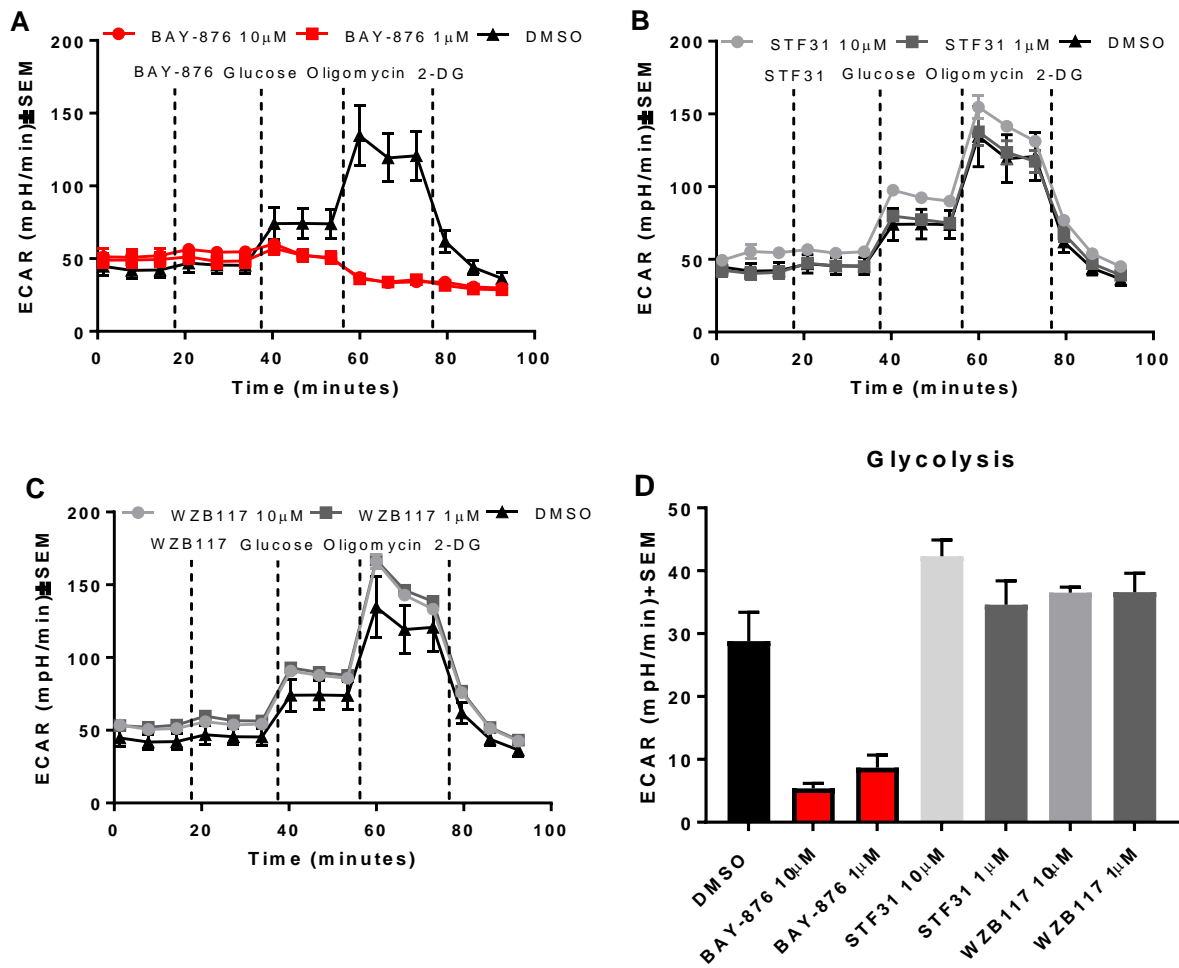 A
BAY-876 10μM BAY-876 1μM DMSO
BAY-876 Glucose Oligomycin 2-DG
ECAR (mpH/min)±SEM
200
150
100
50
0
0 20 40 60 80 100
Time (minutes)
B
STF31 10μM STF31 1μM DMSO
STF31 Glucose Oligomycin 2-DG
ECAR (mpH/min)±SEM
200
150
100
50
0
0 20 40 60 80 100
Time (minutes)
C
WZB117 10μM WZB117 1μM DMSO
WZB117 Glucose Oligomycin 2-DG
ECAR (mpH/min)±SEM
200
150
100
50
0
0 20 40 60 80 100
Time (minutes)
Glycolysis
D
ECAR (mpH/min)+SEM
50
40
30
20
10
0
DMSO
BAY-876 10μM
BAY-876 1μM
STF31 10μM
STF31 1μM
WZB117 10μM
WZB117 1μM